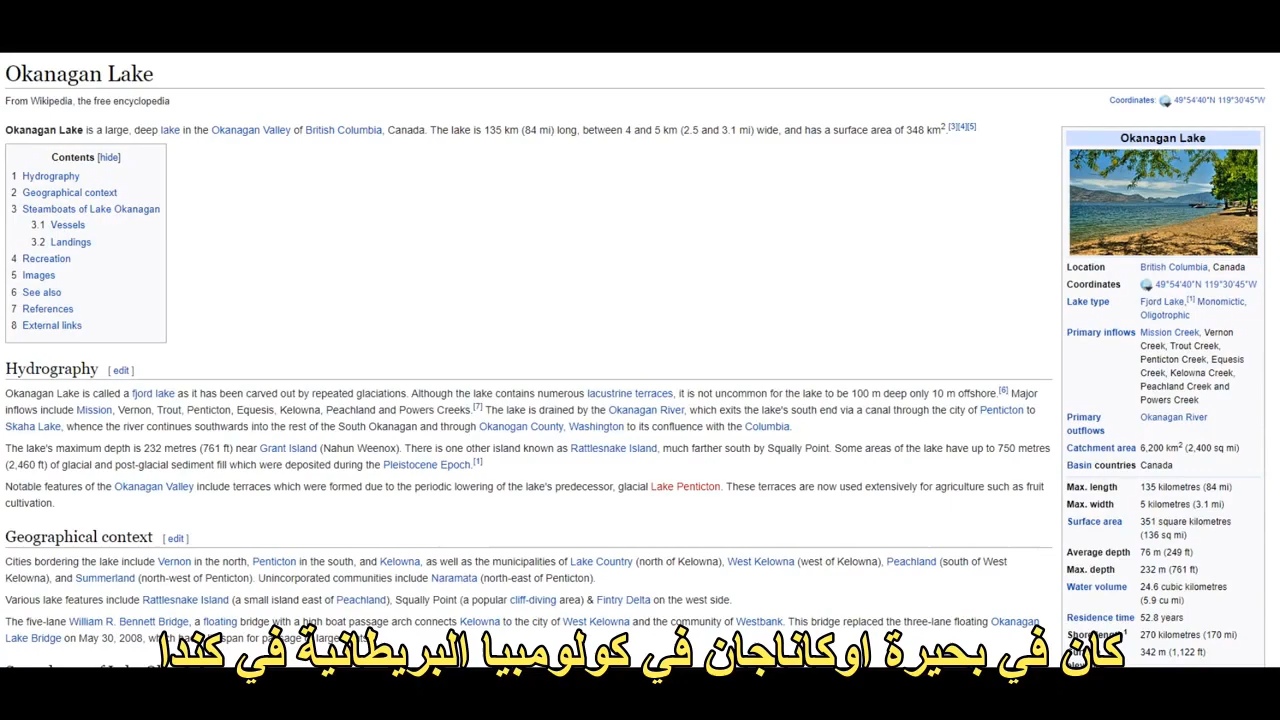 Okanagan Lake
From Wikipedia, the free encyclopedia
Coordinates: 49°54′40″N 119°30′45″W
Okanagan Lake is a large, deep lake in the Okanagan Valley of British Columbia, Canada. The lake is 135 km (84 mi) long, between 4 and 5 km (2.5 and 3.1 mi) wide, and has a surface area of 348 km2.[3][4][5]
Contents [hide]
1 Hydrography
2 Geographical context
3 Steamboats of Lake Okanagan
3.1 Vessels
3.2 Landings
4 Recreation
5 Images
6 See also
7 References
8 External links
Hydrography [ edit ]
Okanagan Lake is called a fjord lake as it has been carved out by repeated glaciations. Although the lake contains numerous lacustrine terraces, it is not uncommon for the lake to be 100 m deep only 10 m offshore.[6] Major
inflows include Mission, Vernon, Trout, Penticton, Equesis, Kelowna, Peachland and Powers Creeks.[7] The lake is drained by the Okanagan River, which exits the lake's south end via a canal through the city of Penticton to
Skaha Lake, whence the river continues southwards into the rest of the South Okanagan and through Okanogan County, Washington to its confluence with the Columbia.
The lake's maximum depth is 232 metres (761 ft) near Grant Island (Nahun Weenox). There is one other island known as Rattlesnake Island, much farther south by Squally Point. Some areas of the lake have up to 750 metres
(2,460 ft) of glacial and post-glacial sediment fill which were deposited during the Pleistocene Epoch.[1]
Notable features of the Okanagan Valley include terraces which were formed due to the periodic lowering of the lake's predecessor, glacial Lake Penticton. These terraces are now used extensively for agriculture such as fruit
cultivation.
Geographical context [ edit ]
Cities bordering the lake include Vernon in the north, Penticton in the south, and Kelowna, as well as the municipalities of Lake Country (north of Kelowna), West Kelowna (west of Kelowna), Peachland (south of West
Kelowna), and Summerland (north-west of Penticton). Unincorporated communities include Naramata (north-east of Penticton).
Various lake features include Rattlesnake Island (a small island east of Peachland), Squally Point (a popular cliff-diving area) & Fintry Delta on the west side.
The five-lane William R. Bennett Bridge, a floating bridge with a high boat passage arch connects Kelowna to the city of West Kelowna and the community of Westbank. This bridge replaced the three-lane floating Okanagan
Lake Bridge on May 30, 2008, which span for
Okanagan Lake
Location British Columbia, Canada
Coordinates 49°54′40″N 119°30′45″W
Lake type Fjord Lake,[1] Monomictic,
Oligotrophic
Primary inflows Mission Creek, Vernon
Creek, Trout Creek,
Penticton Creek, Equesis
Creek, Kelowna Creek,
Peachland Creek and
Powers Creek
Primary Okanagan River
outflows
Catchment area 6,200 km2 (2,400 sq mi)
Basin countries Canada
Max. length 135 kilometres (84 mi)
Max. width 5 kilometres (3.1 mi)
Surface area 351 square kilometres
(136 sq mi)
Average depth 76 m (249 ft)
Max. depth 232 m (761 ft)
Water volume 24.6 cubic kilometres
(5.9 cu mi)
Residence time 52.8 years
270 kilometres (170 mi)
342 m (1,122 ft)
كان في بحيرة اوكاناجان في كولومبيا البريطانية في كندا